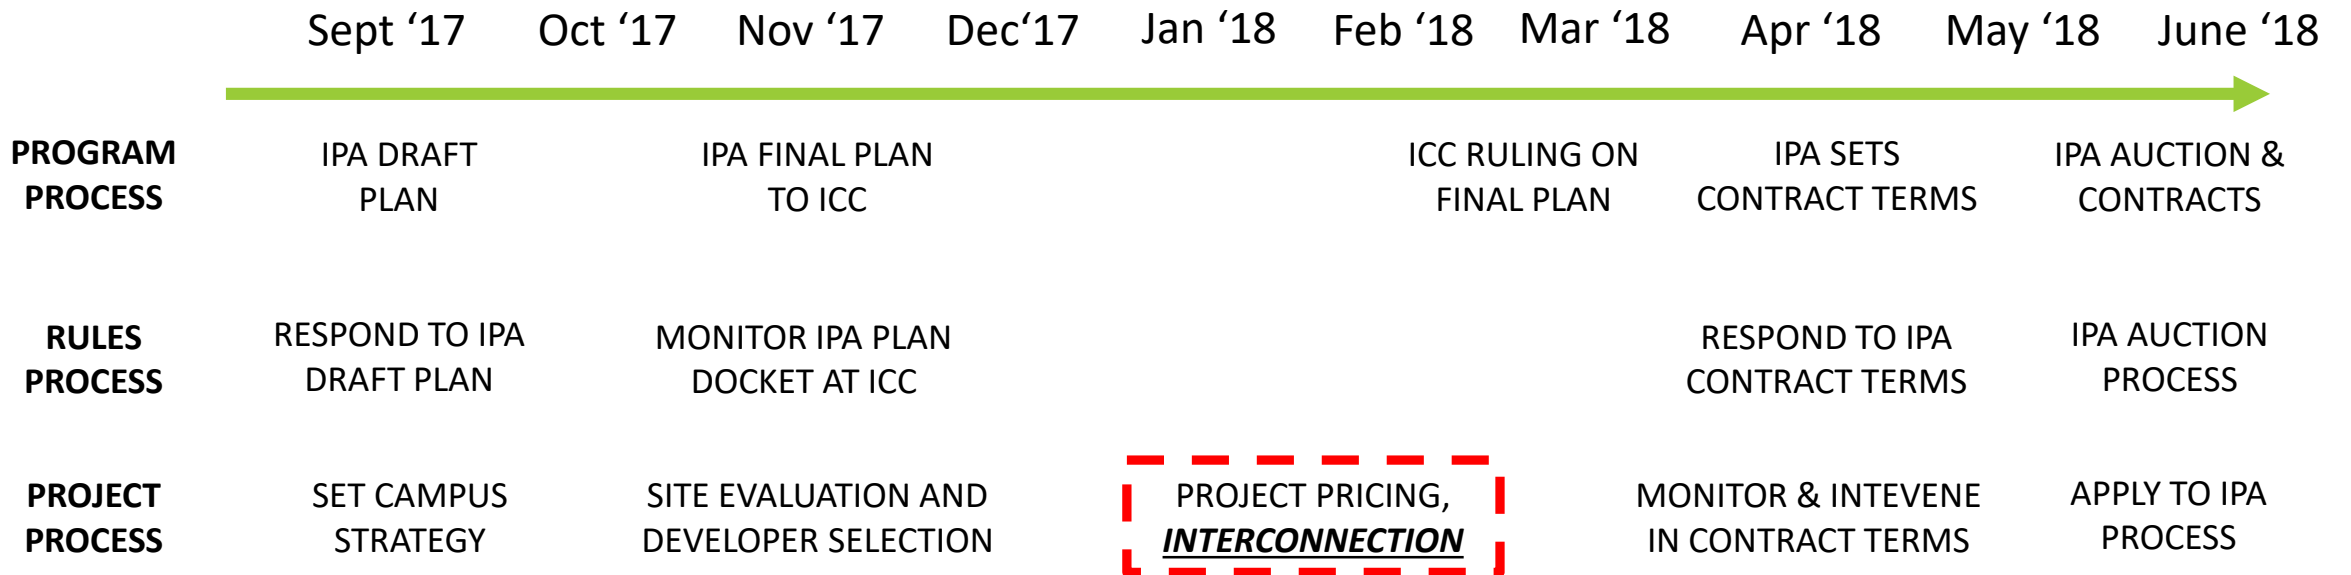 Sept ‘17 Oct ‘17 Nov ‘17 Dec‘17 Jan ‘18 Feb ‘18 Mar ‘18 Apr ‘18 May ‘18 June ‘18
PROGRAM PROCESS
IPA DRAFT
PLAN
IPA FINAL PLAN
TO ICC
ICC RULING ON
FINAL PLAN
IPA SETS
CONTRACT TERMS
IPA AUCTION &
CONTRACTS
RULES
PROCESS
RESPOND TO IPA
DRAFT PLAN
MONITOR IPA PLAN
DOCKET AT ICC
RESPOND TO IPA
CONTRACT TERMS
IPA AUCTION
PROCESS
PROJECT
PROCESS
SET CAMPUS
STRATEGY
SITE EVALUATION AND
DEVELOPER SELECTION
PROJECT PRICING,
INTERCONNECTION
MONITOR & INTEVENE
IN CONTRACT TERMS
APPLY TO IPA
PROCESS